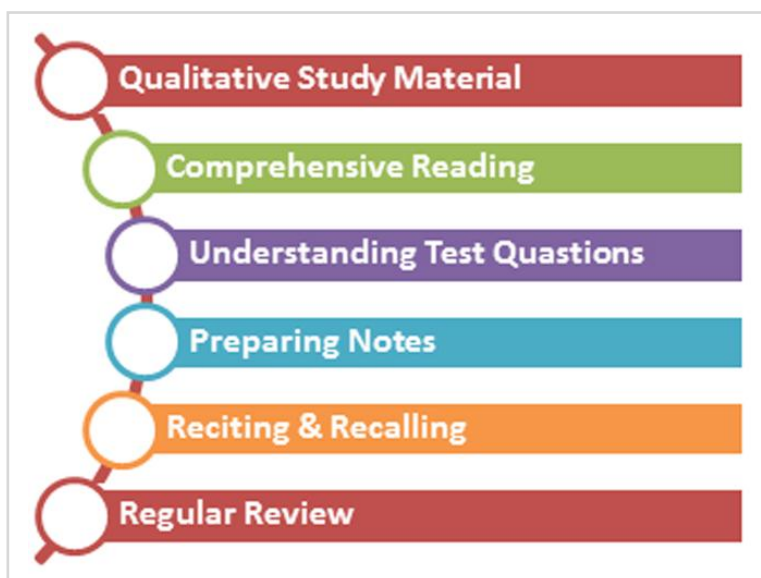 Qualitative Study Material
Comprehensive Reading
Understanding Test Quastions
Preparing Notes
Reciting & Recalling
Regular Review